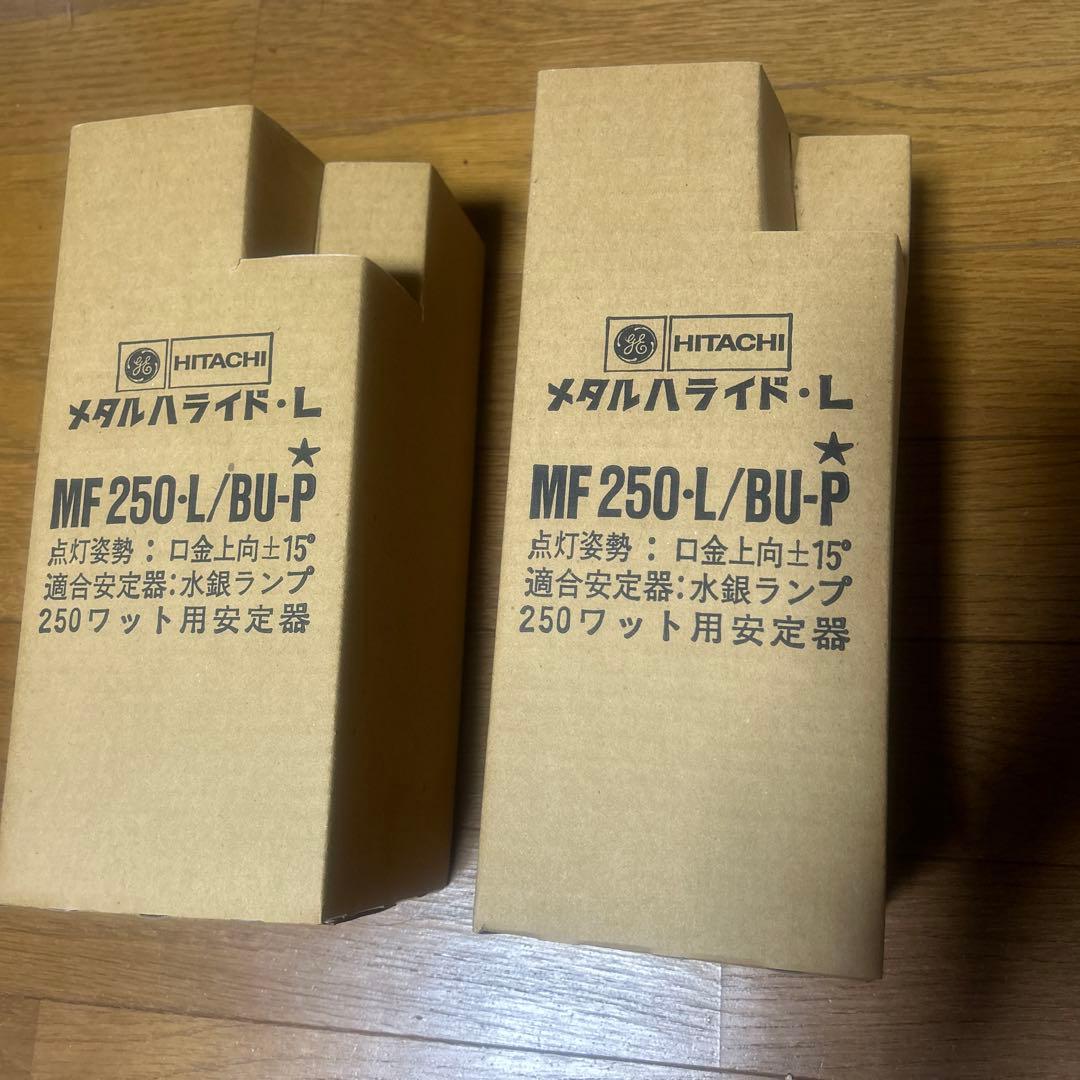 GE HITACHI
メタルハライド・L
★
MF250・L/BU-P
点灯姿勢：口金上向±15°
適合安定器：水銀ランプ
250ワット用安定器
GE HITACHI
メタルハライド・L
★
MF250・L/BU-P
点灯姿勢：口金上向±15°
適合安定器：水銀ランプ
250ワット用安定器